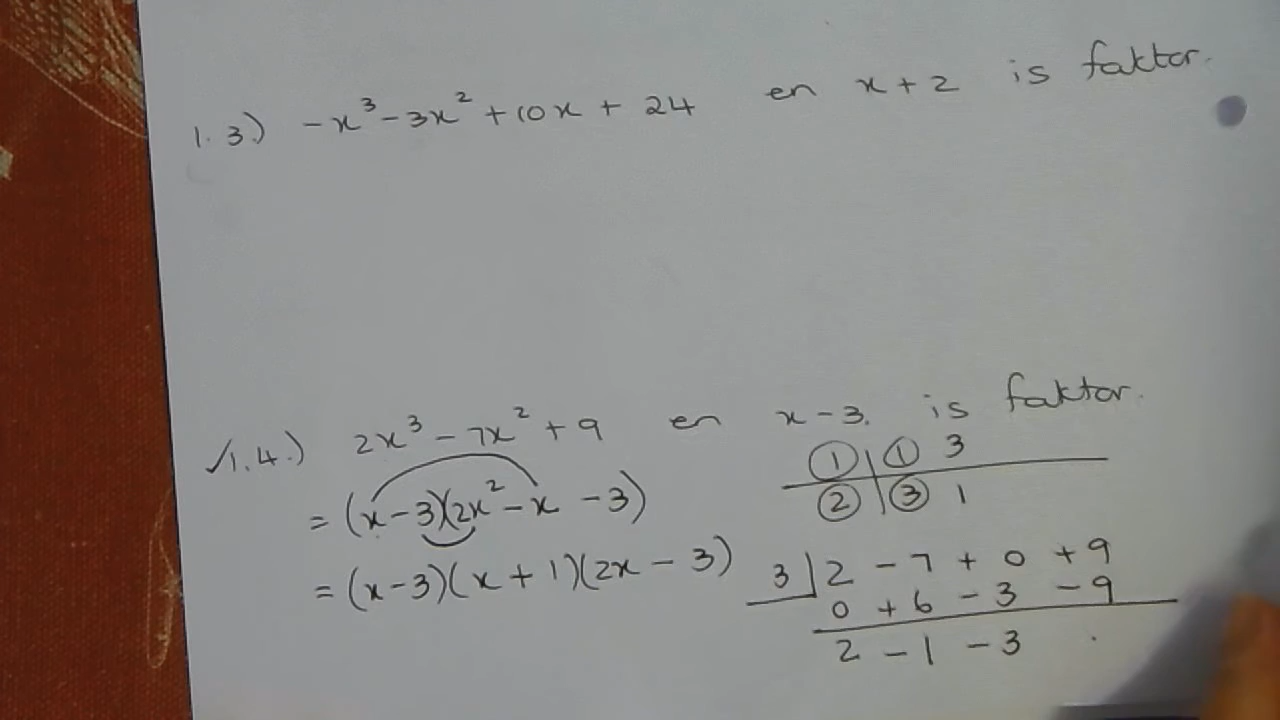 1.3.) -x³ - 3x² + 10x + 24 en x + 2 is faktor.
✓1.4.) 2x³ - 7x² + 9 en x - 3. is faktor.
= (x - 3)(2x² - x - 3)
= (x - 3)(x + 1)(2x - 3)
① | ① 3
② | ③ 1
3 | 2 - 7 + 0 + 9
0 + 6 - 3 - 9
2 - 1 - 3 ·